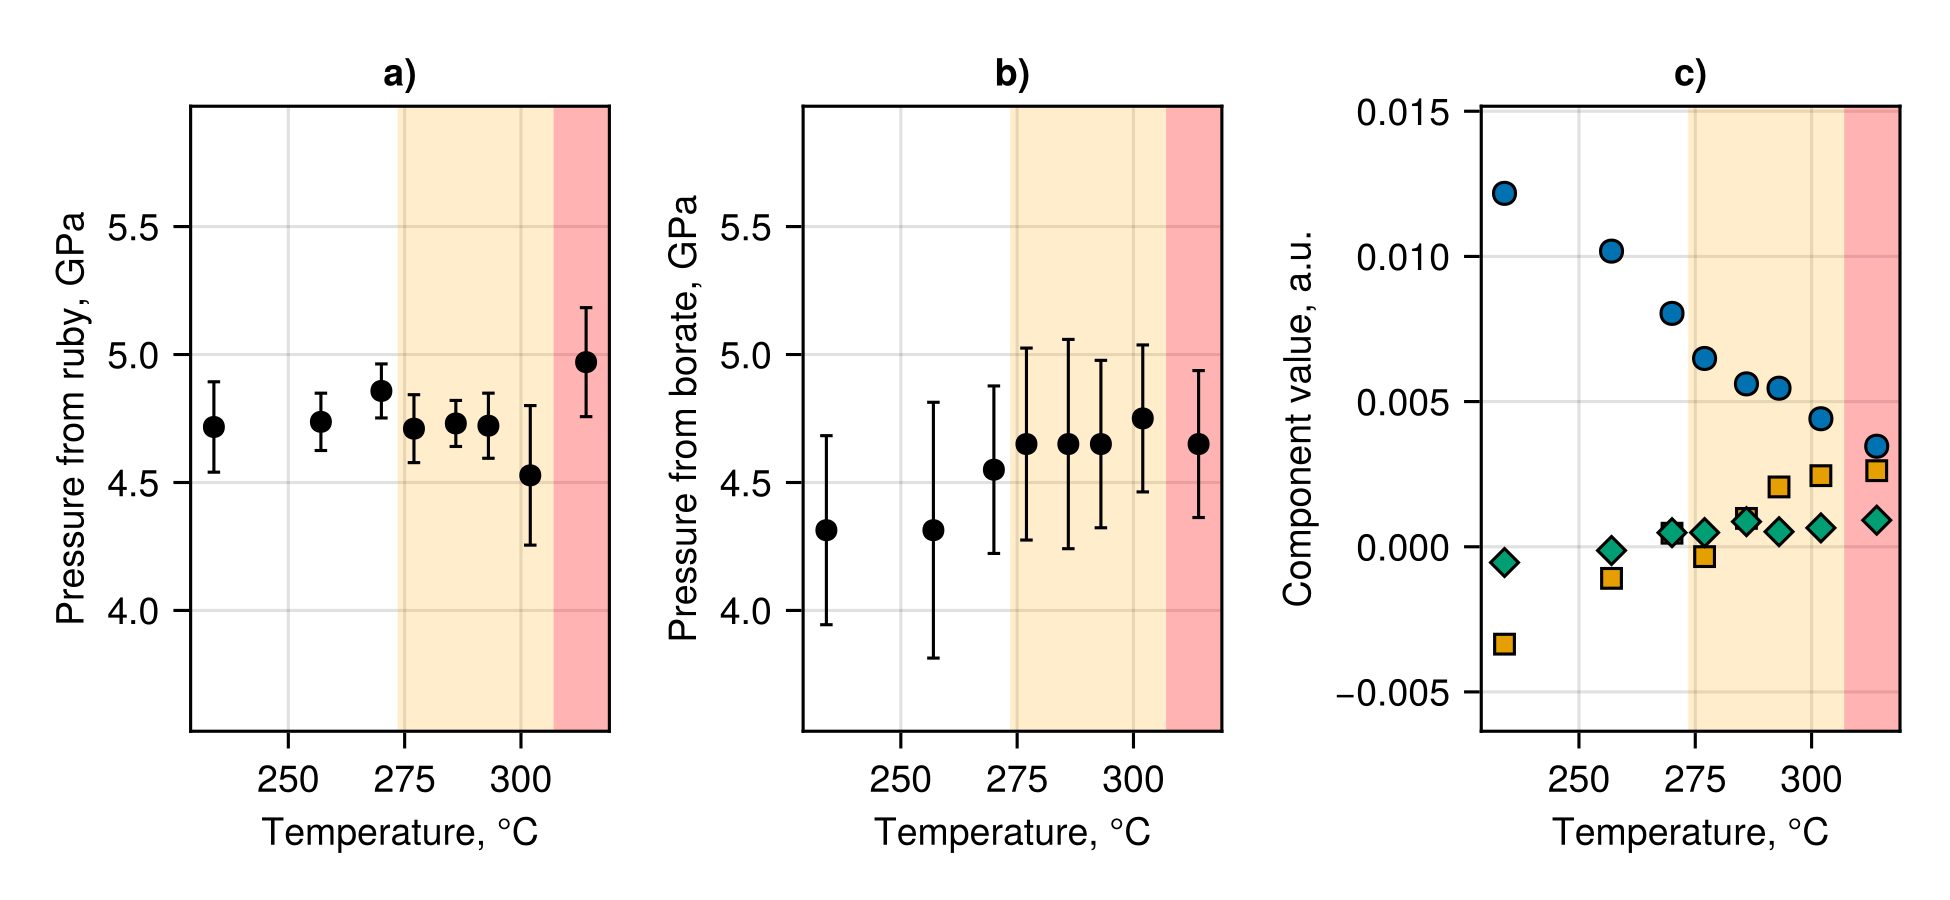 a)
Pressure from ruby, GPa
5.5
5.0
4.5
4.0
250 275 300
Temperature, °C
b)
Pressure from borate, GPa
5.5
5.0
4.5
4.0
250 275 300
Temperature, °C
c)
Component value, a.u.
0.015
0.010
0.005
0.000
−0.005
250 275 300
Temperature, °C